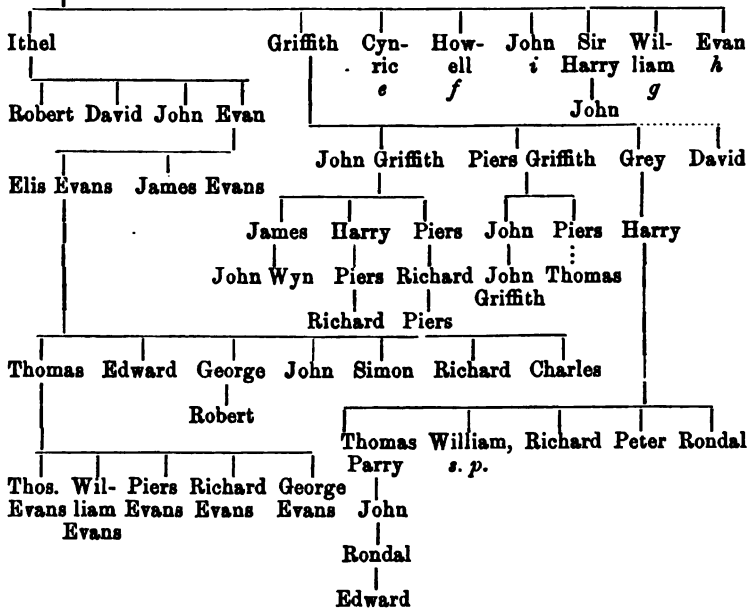 Ithel Griffith Cyn- How- John Sir Wil- Evan
ric ell i Harry liam h
e f g
John
Robert David John Evan
John Griffith Piers Griffith Grey David
Elis Evans James Evans
James Harry Piers John Piers Harry
John Wyn Piers Richard John Thomas
Griffith
Richard Piers
Thomas Edward George John Simon Richard Charles
Robert
Thomas William, Richard Peter Rondal
Parry s. p.
Thos. Wil- Piers Richard George
Evans liam Evans Evans Evans John
Evans
Rondal
Edward